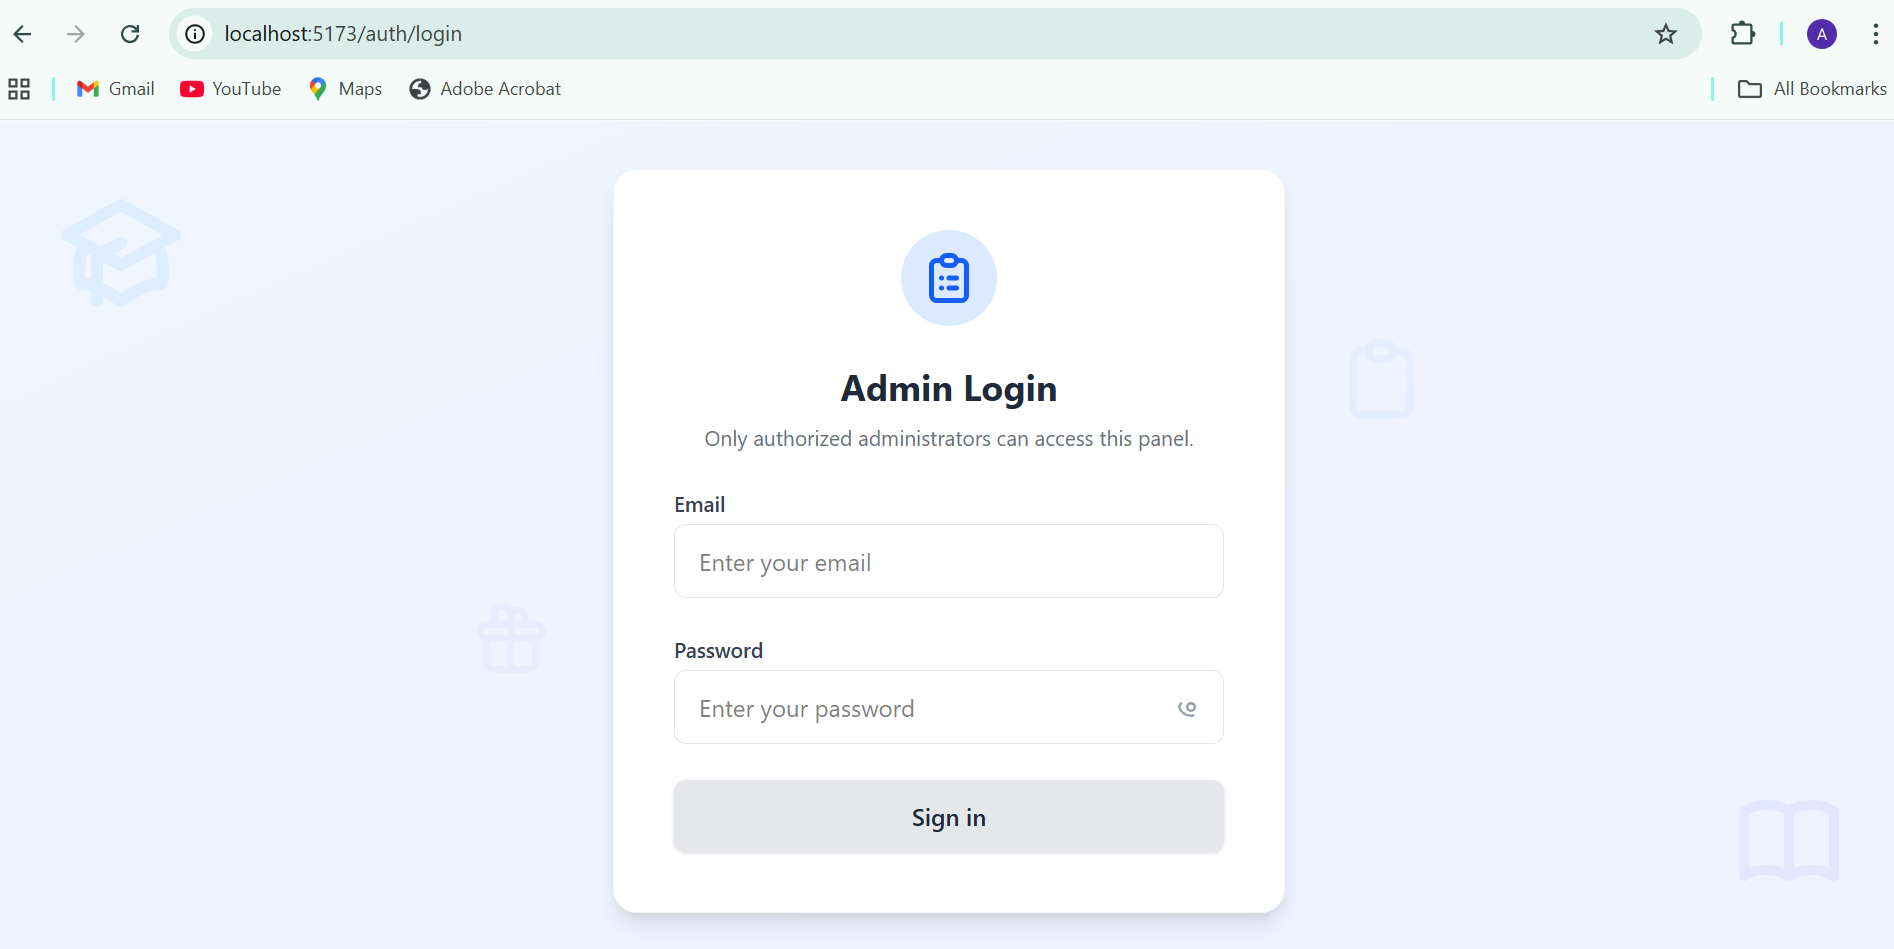 localhost:5173/auth/login
A
Gmail YouTube Maps Adobe Acrobat All Bookmarks
Admin Login
Only authorized administrators can access this panel.
Email
Enter your email
Password
Enter your password
Sign in